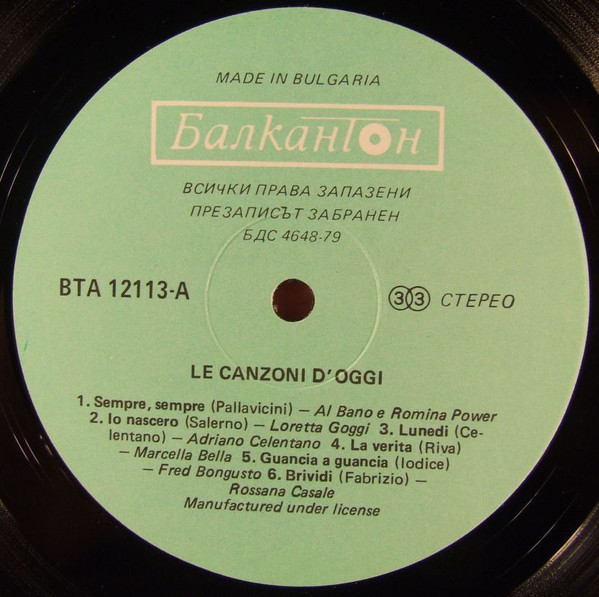 MADE IN BULGARIA
Балкантон
ВСИЧКИ ПРАВА ЗАПАЗЕНИ
ПРЕЗАПИСЪТ ЗАБРАНЕН
БДС 4648-79
ВТА 12113-А
33 СТЕРЕО
LE CANZONI D'OGGI
1. Sempre, sempre (Pallavicini) – Al Bano e Romina Power
2. Io nascero (Salerno) – Loretta Goggi 3. Lunedi (Ce-
lentano) – Adriano Celentano 4. La verita (Riva)
– Marcella Bella 5. Guancia a guancia (Iodice)
– Fred Bongusto 6. Brividi (Fabrizio) –
Rossana Casale
Manufactured under license